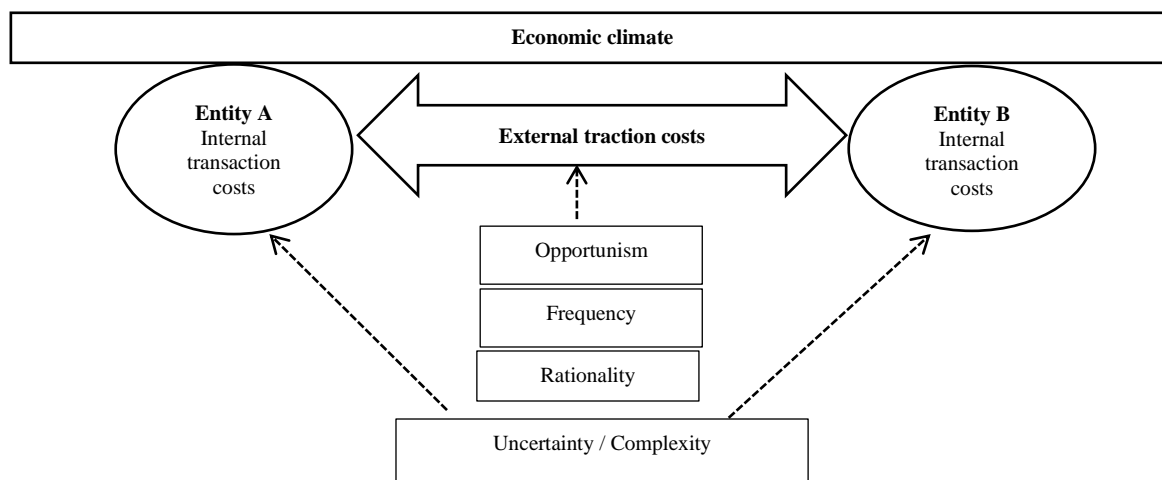 Economic climate
Entity A
Internal
transaction
costs
External traction costs
Entity B
Internal
transaction
costs
Opportunism
Frequency
Rationality
Uncertainty / Complexity